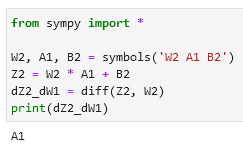 from sympy import *
W2, A1, B2 = symbols('W2 A1 B2')
Z2 = W2 * A1 + B2
dZ2_dW1 = diff(Z2, W2)
print(dZ2_dW1)
A1